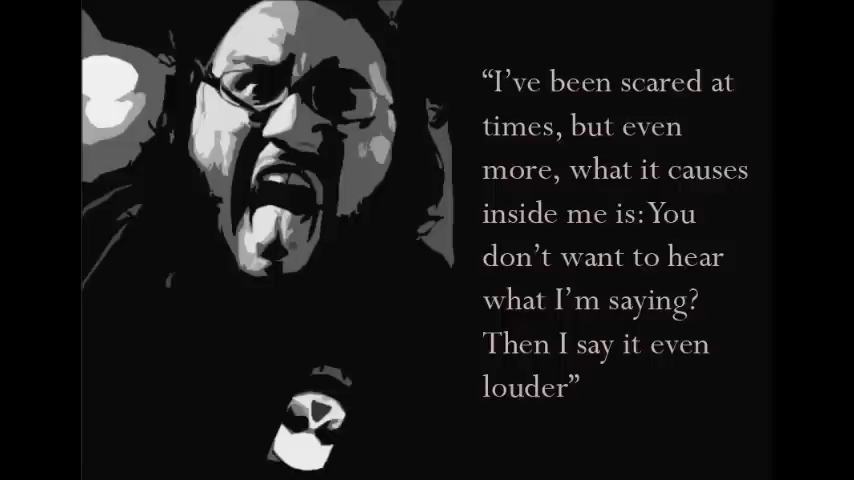 “I’ve been scared at
times, but even
more, what it causes
inside me is: You
don’t want to hear
what I’m saying?
Then I say it even
louder”